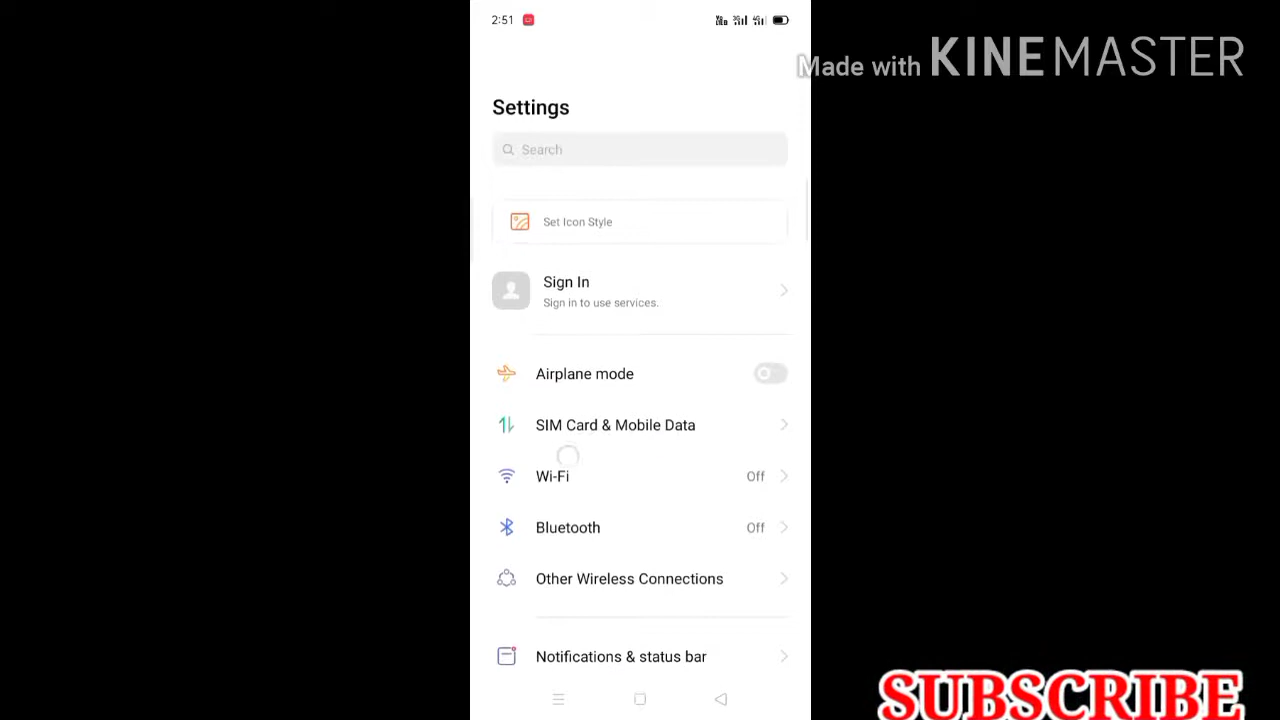 2:51
Made with KINEMASTER
Settings
Search
Set Icon Style
Sign In
Sign in to use services.
Airplane mode
SIM Card & Mobile Data
Wi-Fi Off
Bluetooth Off
Other Wireless Connections
Notifications & status bar
SUBSCRIBE